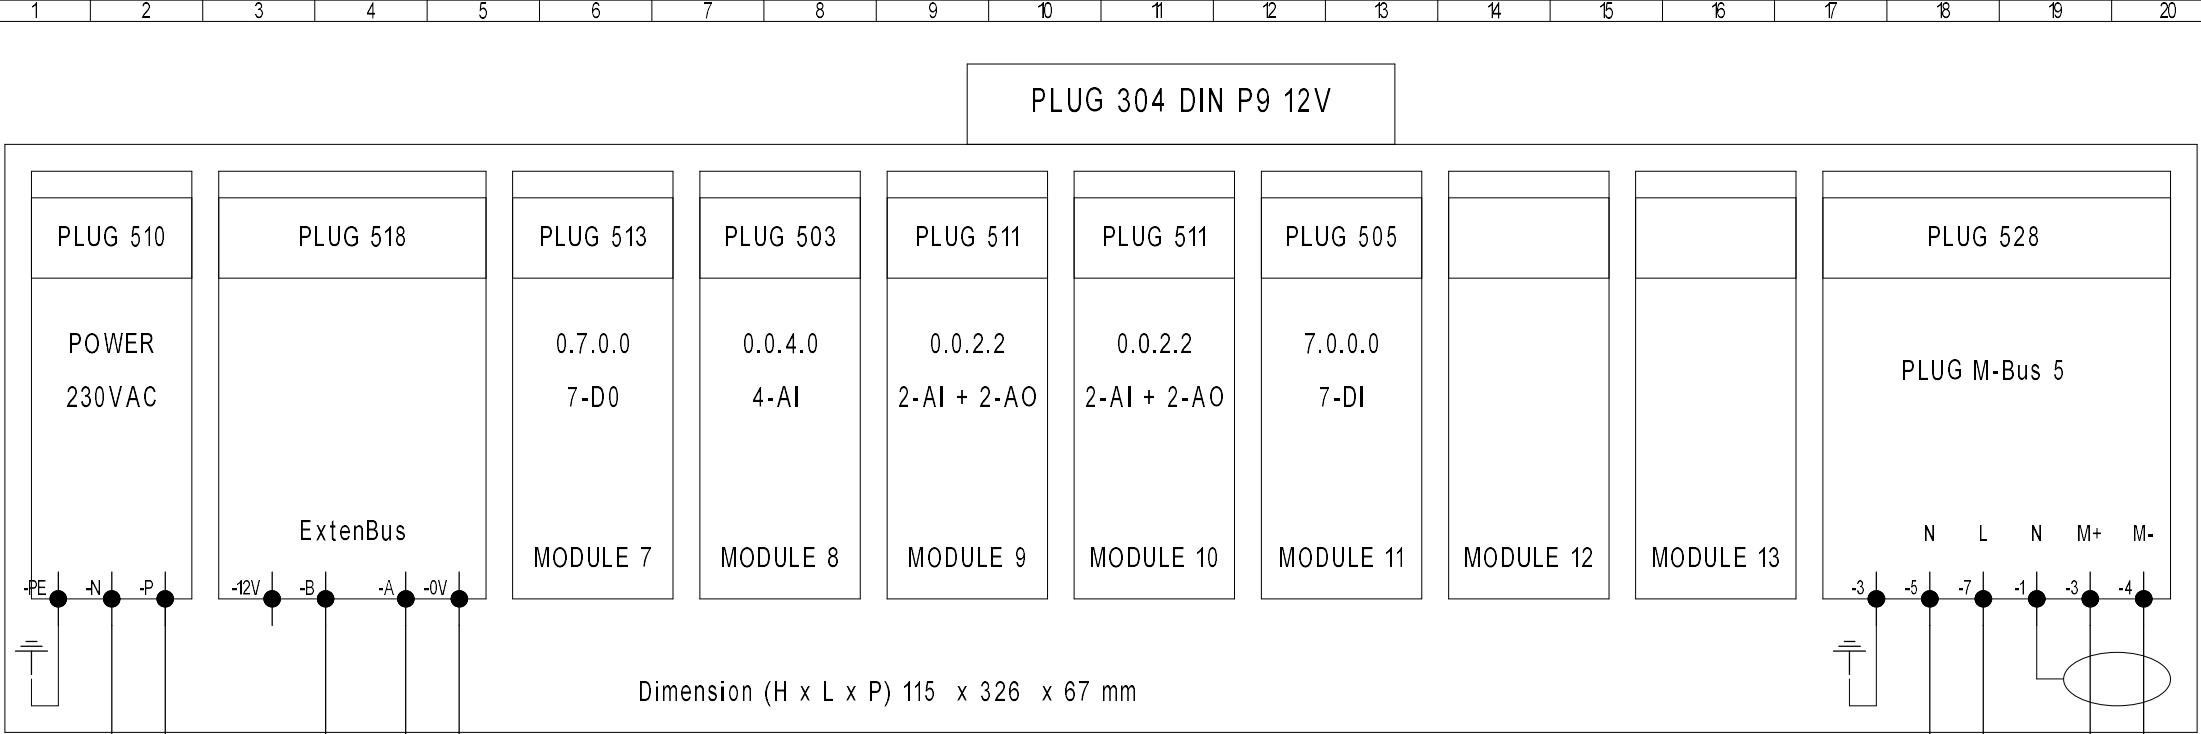 1 2 3 4 5 6 7 8 9 10 11 12 13 14 15 16 17 18 19 20
PLUG 304 DIN P9 12V
PLUG 510 PLUG 518 PLUG 513 PLUG 503 PLUG 511 PLUG 511 PLUG 505 PLUG 528
POWER 0.7.0.0 0.0.4.0 0.0.2.2 0.0.2.2 7.0.0.0
PLUG M-Bus 5
230VAC 7-D0 4-AI 2-AI + 2-AO 2-AI + 2-AO 7-DI
ExtenBus N L N M+ M-
MODULE 7 MODULE 8 MODULE 9 MODULE 10 MODULE 11 MODULE 12 MODULE 13
-PE -N -P -12V -B -A -0V -3 -5 -7 -1 -3 -4
Dimension (H x L x P) 115 x 326 x 67 mm